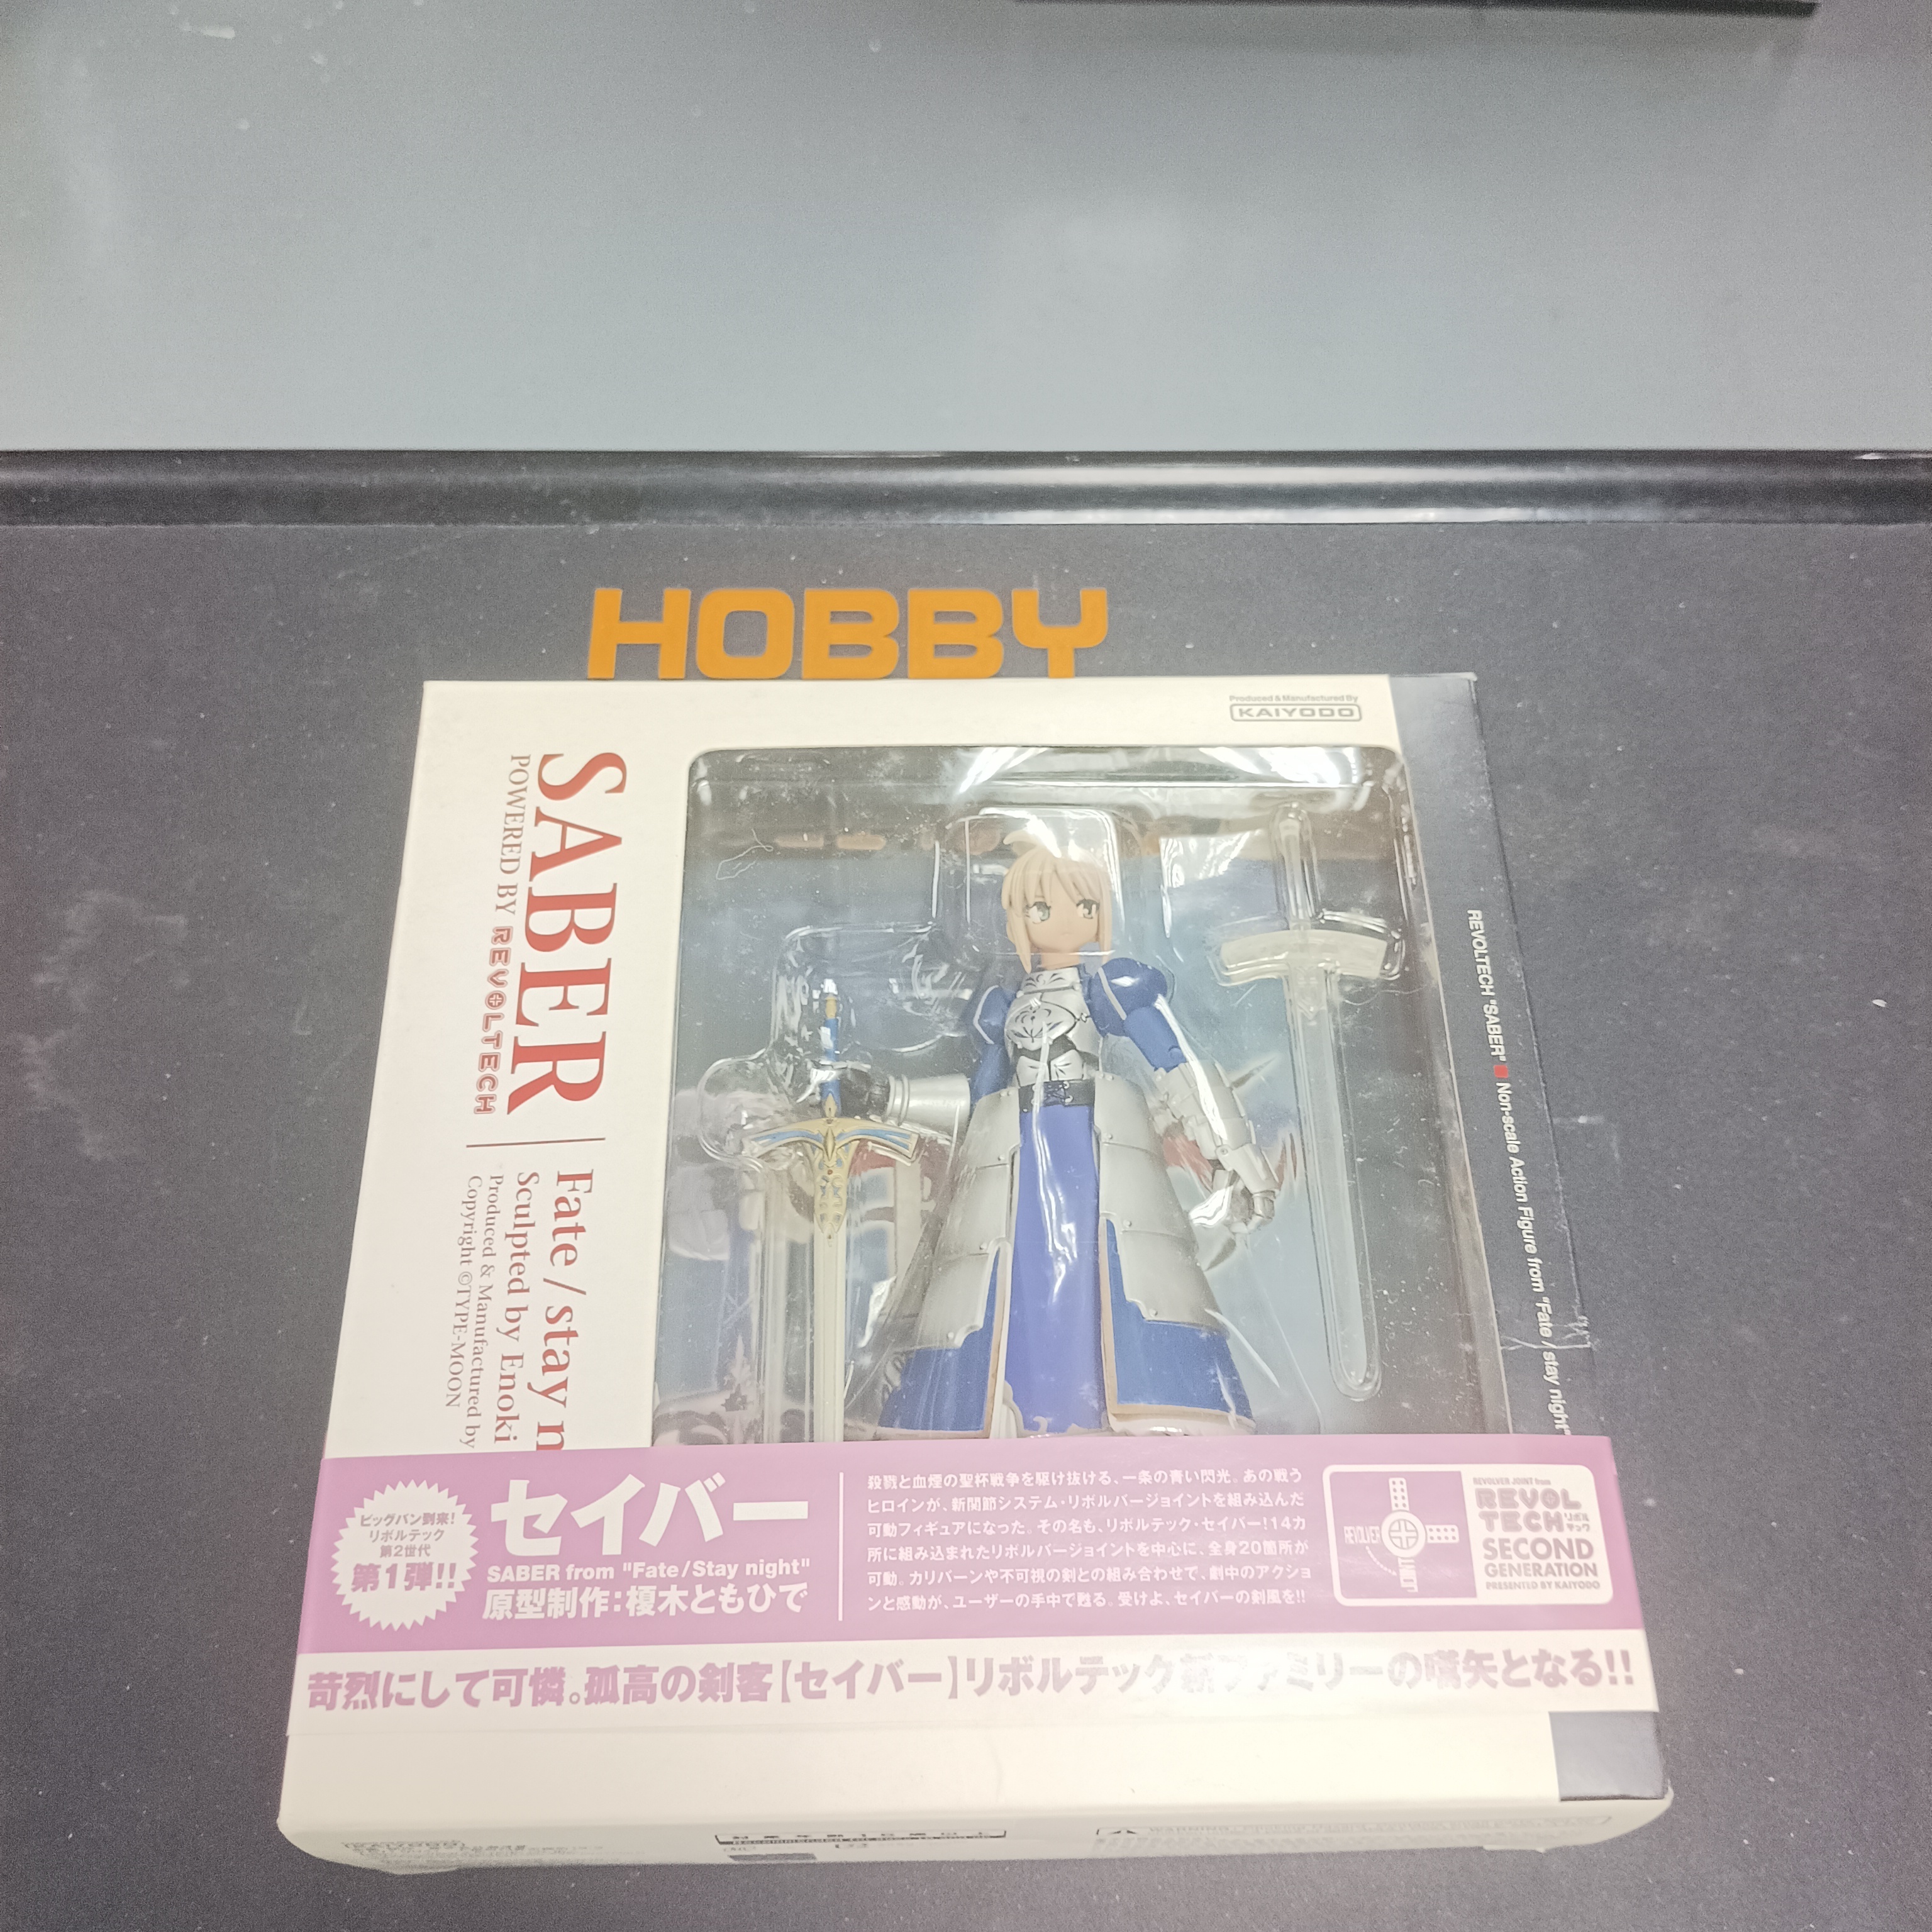 HOBBY
Produced & Manufactured By
KAIYODO
SABER
POWERED BY REVOLTECH
Fate / stay n
Sculpted by Enoki
Produced & Manufactured by
Copyright ©TYPE-MOON
REVOLTECH "SABER" ■ Non-scale Action Figure from "Fate / stay night"
ビッグバン到来!
リボルテック
第2世代
第1弾!!
セイバー
SABER from "Fate/Stay night"
原型制作:榎木ともひで
殺戮と血煙の聖杯戦争を駆け抜ける、一条の青い閃光。あの戦う
ヒロインが、新関節システム・リボルバージョイントを組み込んだ
可動フィギュアになった。その名も、リボルテック・セイバー!14カ
所に組み込まれたリボルバージョイントを中心に、全身20箇所が
可動。カリバーンや不可視の剣との組み合わせで、劇中のアクショ
ンと感動が、ユーザーの手中で甦る。受けよ、セイバーの剣風を!!
REVOLVER
REVOLVER JOINT from
REVOL
TECH リボルテック
SECOND
GENERATION
PRESENTED BY KAIYODO
苛烈にして可憐。孤高の剣客【セイバー】リボルテック新ファミリーの嚆矢となる!!
対象年齢15歳以上
WARNING: